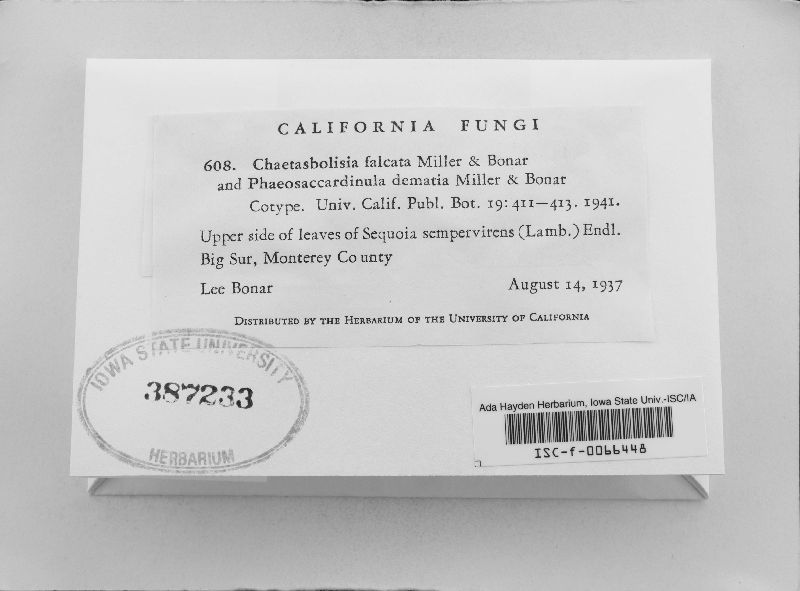 CALIFORNIA FUNGI
608. Chaetasbolisia falcata Miller & Bonar
and Phaeosaccardinula dematia Miller & Bonar
Cotype. Univ. Calif. Publ. Bot. 19: 411–413. 1941.
Upper side of leaves of Sequoia sempervirens (Lamb.) Endl.
Big Sur, Monterey County
Lee Bonar August 14, 1937
DISTRIBUTED BY THE HERBARIUM OF THE UNIVERSITY OF CALIFORNIA
IOWA STATE UNIVERSITY
387233
HERBARIUM
Ada Hayden Herbarium, Iowa State Univ.-ISC/IA
ISC-f-0066448